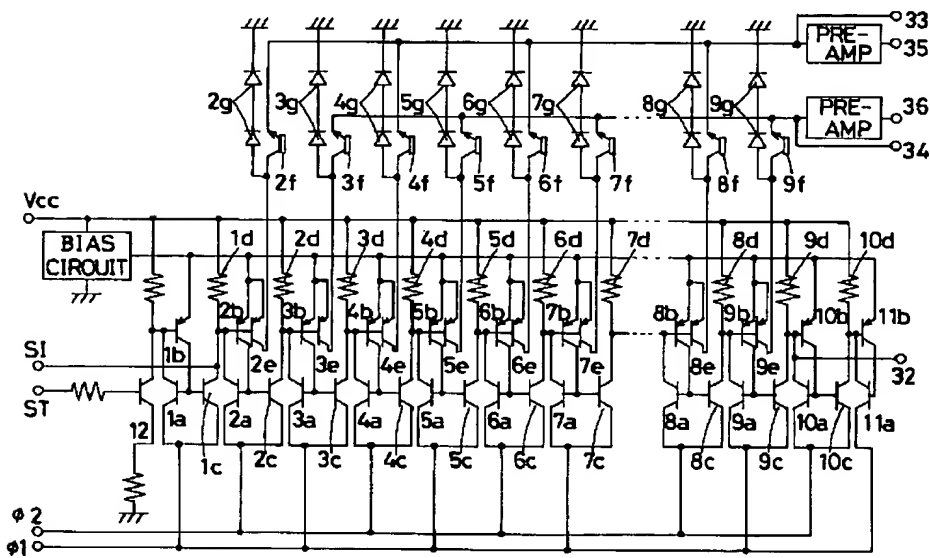 33
PRE-
AMP
35
2g 3g 4g 5g 6g 7g 8g 9g
PRE-
AMP
36
34
2f 3f 4f 5f 6f 7f 8f 9f
Vcc
BIAS
CIRCUIT
1d 2d 3d 4d 5d 6d 7d 8d 9d 10d
1b 2b 3b 4b 5b 6b 7b 8b 9b 10b 11b
SI
2e 3e 4e 5e 6e 7e 8e 9e 32
ST
12 1a 2a 3a 4a 5a 6a 7a 8a 9a 10a 11a
1c 2c 3c 4c 5c 6c 7c 8c 9c 10c
φ2
φ1